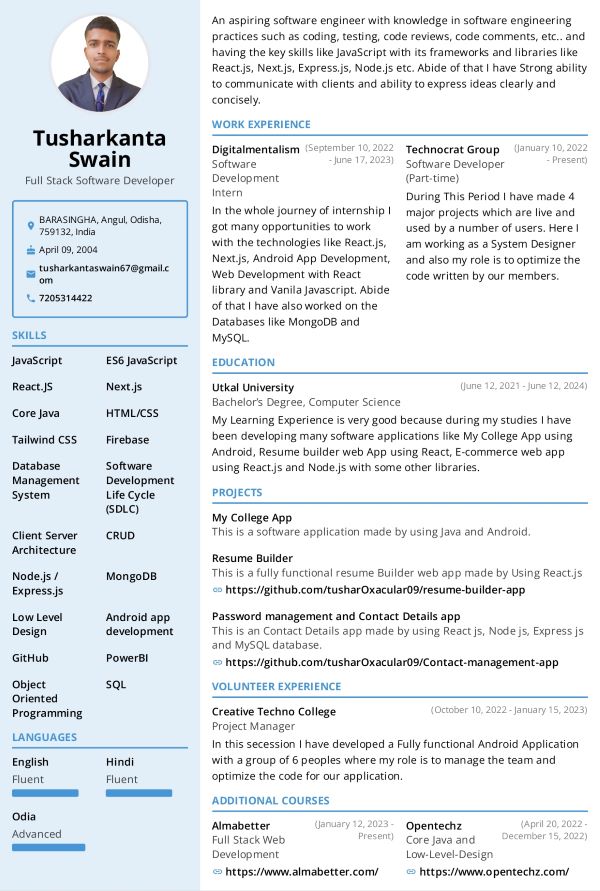 Tusharkanta
Swain
Full Stack Software Developer
BARASINGHA, Angul, Odisha,
759132, India
April 09, 2004
tusharkantaswain67@gmail.c
om
7205314422
SKILLS
JavaScript
ES6 JavaScript
React.JS
Next.js
Core Java
HTML/CSS
Tailwind CSS
Firebase
Database
Management
System
Software
Development
Life Cycle
(SDLC)
Client Server
Architecture
CRUD
Node.js /
Express.js
MongoDB
Low Level
Design
Android app
development
GitHub
PowerBI
Object
Oriented
Programming
SQL
LANGUAGES
English
Fluent
Hindi
Fluent
Odia
Advanced
An aspiring software engineer with knowledge in software engineering
practices such as coding, testing, code reviews, code comments, etc.. and
having the key skills like JavaScript with its frameworks and libraries like
React.js, Next.js, Express.js, Node.js etc. Abide of that I have Strong ability
to communicate with clients and ability to express ideas clearly and
concisely.
WORK EXPERIENCE
Digitalmentalism (September 10, 2022
- June 17, 2023)
Software
Development
Intern
In the whole journey of internship I
got many opportunities to work
with the technologies like React.js,
Next.js, Android App Development,
Web Development with React
library and Vanila Javascript. Abide
of that I have also worked on the
Databases like MongoDB and
MySQL.
Technocrat Group (January 10, 2022
- Present)
Software Developer
(Part-time)
During This Period I have made 4
major projects which are live and
used by a number of users. Here I
am working as a System Designer
and also my role is to optimize the
code written by our members.
EDUCATION
Utkal University (June 12, 2021 - June 12, 2024)
Bachelor's Degree, Computer Science
My Learning Experience is very good because during my studies I have
been developing many software applications like My College App using
Android, Resume builder web App using React, E-commerce web app
using React.js and Node.js with some other libraries.
PROJECTS
My College App
This is a software application made by using Java and Android.
Resume Builder
This is a fully functional resume Builder web app made by Using React.js
https://github.com/tusharOxacular09/resume-builder-app
Password management and Contact Details app
This is an Contact Details app made by using React js, Node js, Express js
and MySQL database.
https://github.com/tusharOxacular09/Contact-management-app
VOLUNTEER EXPERIENCE
Creative Techno College (October 10, 2022 - January 15, 2023)
Project Manager
In this secession I have developed a Fully functional Android Application
with a group of 6 peoples where my role is to manage the team and
optimize the code for our application.
ADDITIONAL COURSES
Almabetter (January 12, 2023 -
Present)
Full Stack Web
Development
https://www.almabetter.com/
Opentechz (April 20, 2022 -
December 15, 2022)
Core Java and
Low-Level-Design
https://www.opentechz.com/